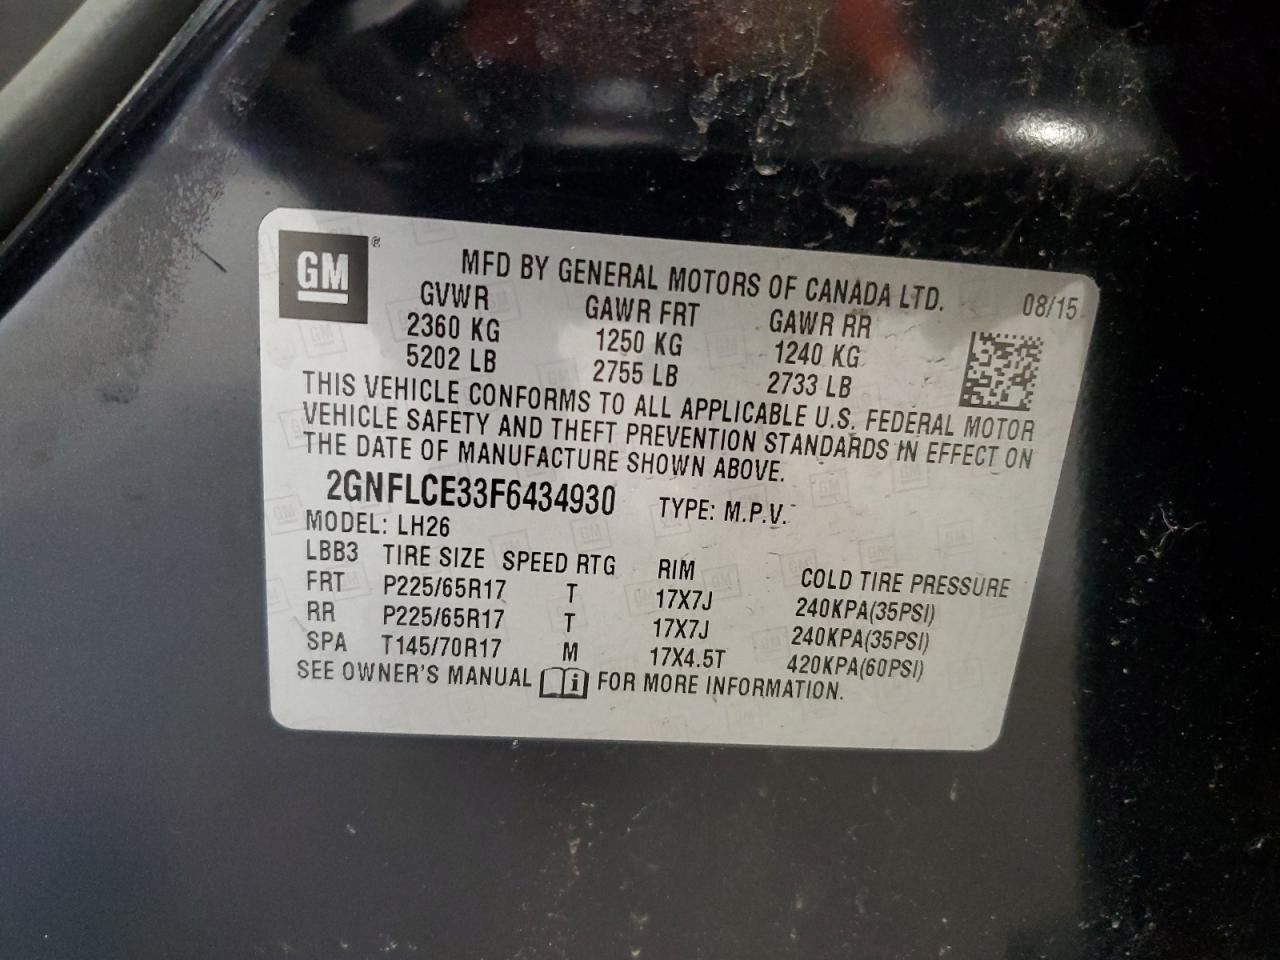 GM ®
MFD BY GENERAL MOTORS OF CANADA LTD. 08/15
GVWR GAWR FRT GAWR RR
2360 KG 1250 KG 1240 KG
5202 LB 2755 LB 2733 LB
THIS VEHICLE CONFORMS TO ALL APPLICABLE U.S. FEDERAL MOTOR
VEHICLE SAFETY AND THEFT PREVENTION STANDARDS IN EFFECT ON
THE DATE OF MANUFACTURE SHOWN ABOVE.
2GNFLCE33F6434930 TYPE: M.P.V.
MODEL: LH26
LBB3 TIRE SIZE SPEED RTG RIM COLD TIRE PRESSURE
FRT P225/65R17 T 17X7J 240KPA(35PSI)
RR P225/65R17 T 17X7J 240KPA(35PSI)
SPA T145/70R17 M 17X4.5T 420KPA(60PSI)
SEE OWNER'S MANUAL i FOR MORE INFORMATION.